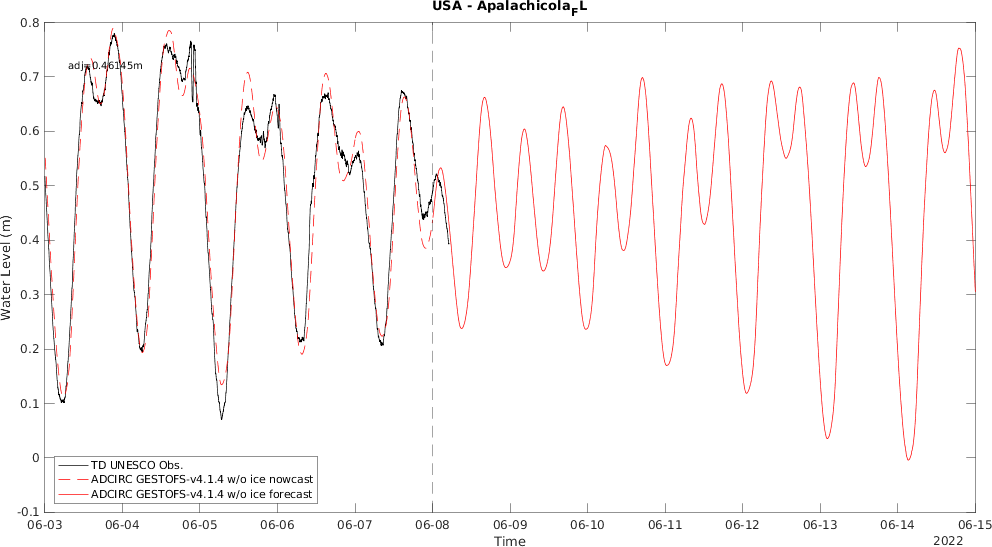 USA - Apalachicola_FL
adj=0.46145m
0.8
0.7
0.6
0.5
0.4
0.3
0.2
0.1
0
-0.1
Water Level (m)
TD UNESCO Obs.
ADCIRC GESTOFS-v4.1.4 w/o ice nowcast
ADCIRC GESTOFS-v4.1.4 w/o ice forecast
06-03 06-04 06-05 06-06 06-07 06-08 06-09 06-10 06-11 06-12 06-13 06-14 06-15
Time
2022